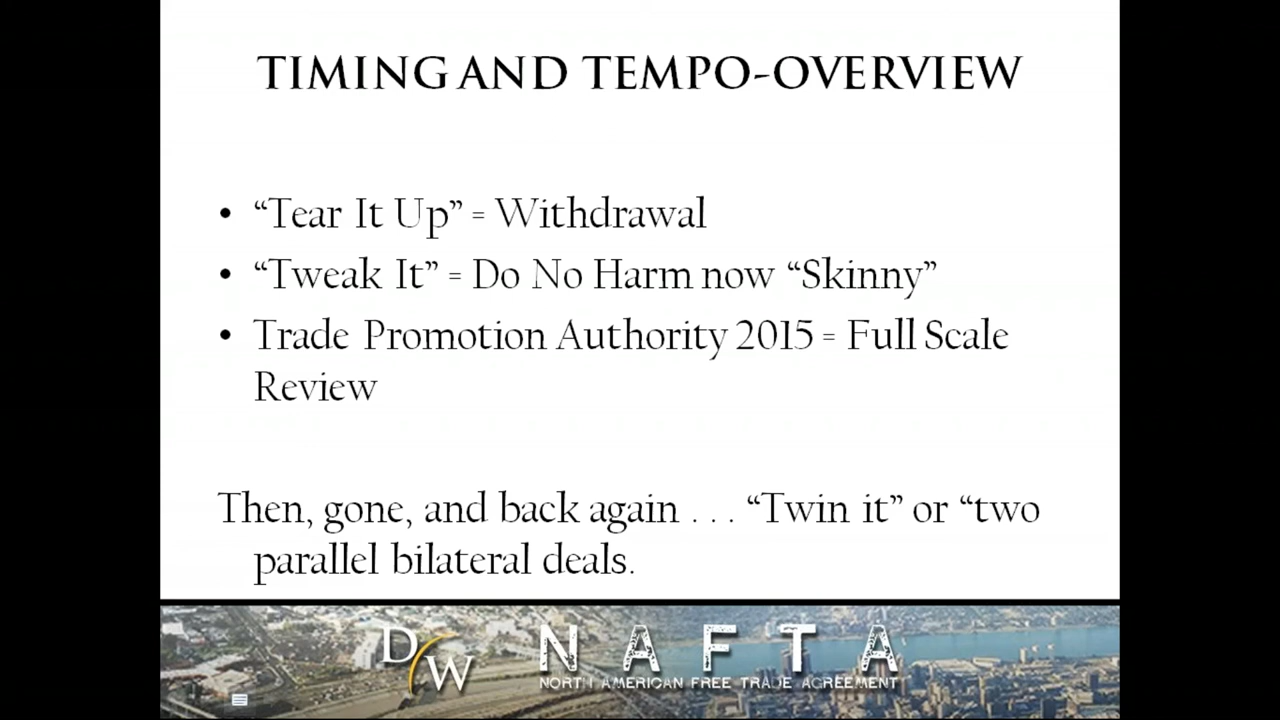 TIMING AND TEMPO-OVERVIEW
• “Tear It Up” = Withdrawal
• “Tweak It” = Do No Harm now “Skinny”
• Trade Promotion Authority 2015 = Full Scale
Review
Then, gone, and back again . . . “Twin it” or “two
parallel bilateral deals.
DW
NAFTA
NORTH AMERICAN FREE TRADE AGREEMENT